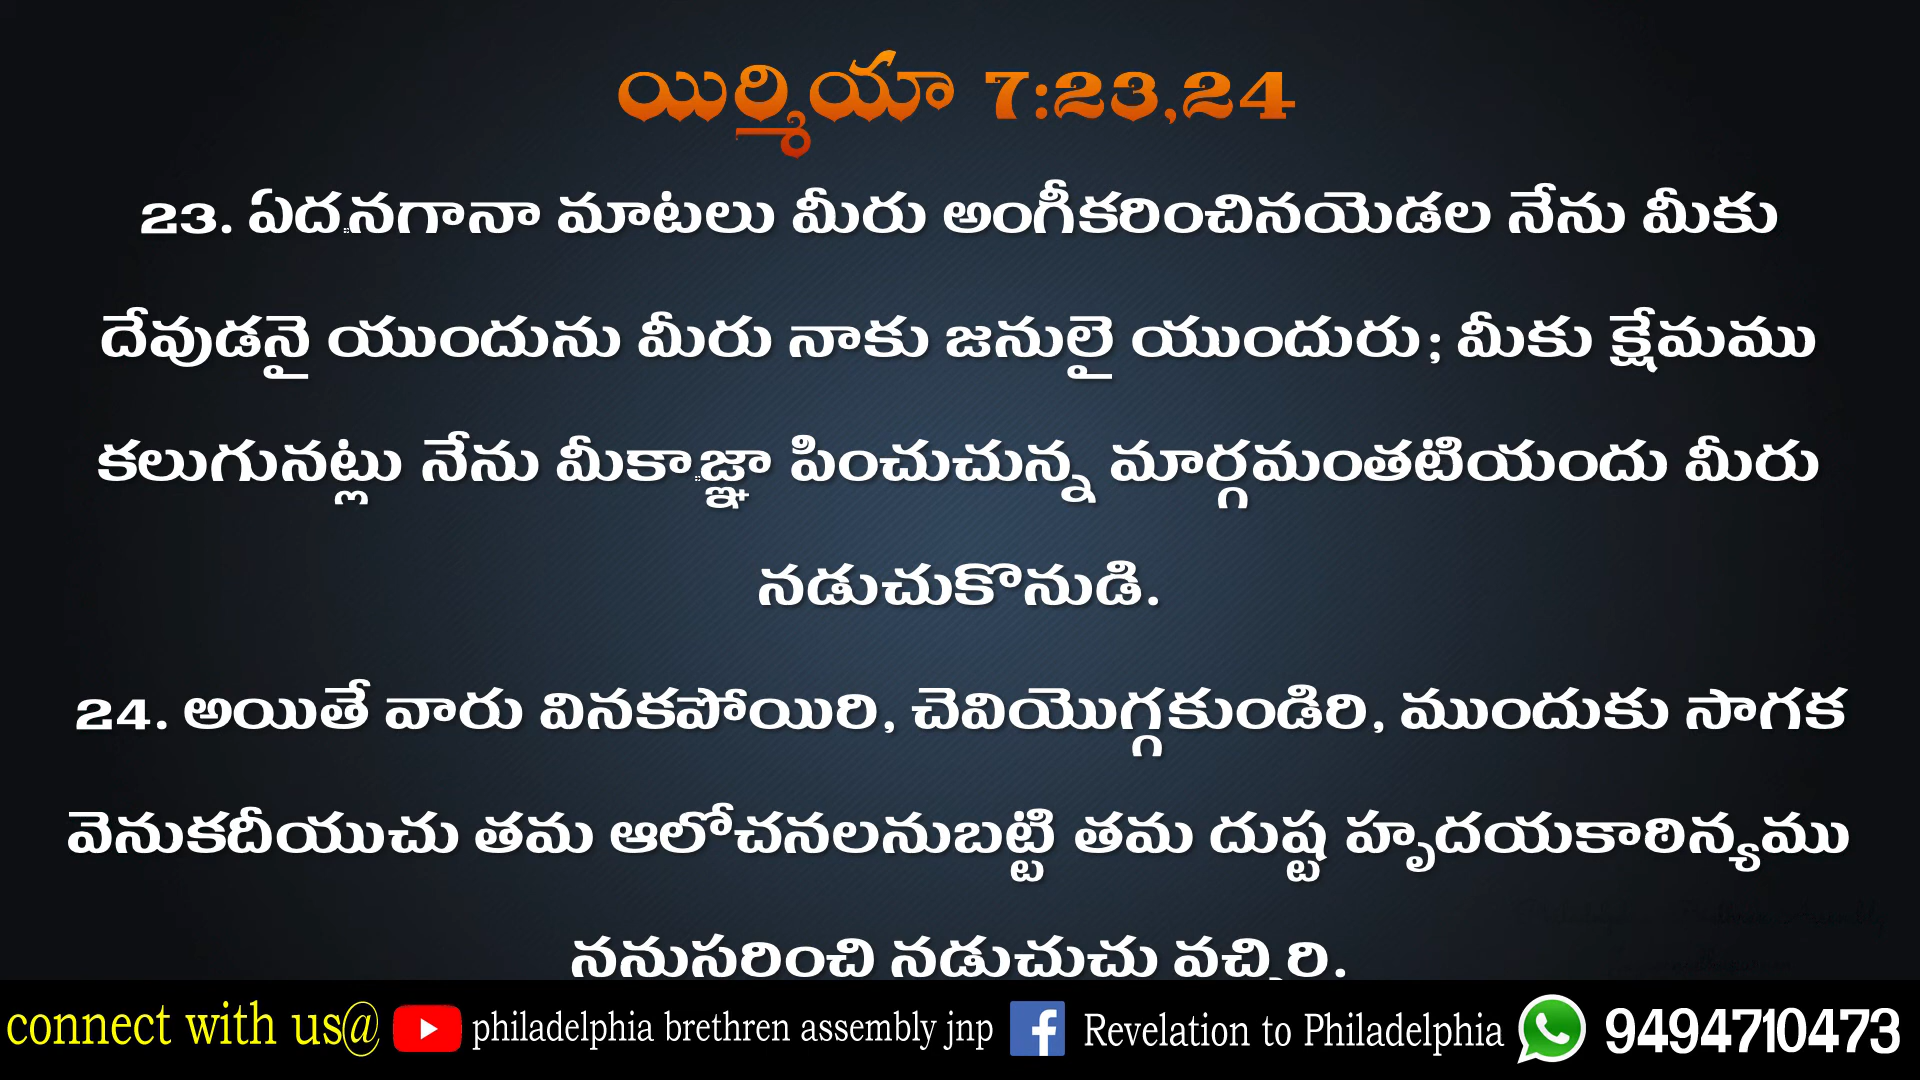 యిర్మియా 7:23,24
23. ఏదనగానా మాటలు మీరు అంగీకరించినయెడల నేను మీకు
దేవుడనై యుందును మీరు నాకు జనులై యుందురు; మీకు క్షేమము
కలుగునట్లు నేను మీకాజ్ఞా పించుచున్న మార్గమంతటియందు మీరు
నడుచుకొనుడి.
24. అయితే వారు వినకపోయిరి, చెవియొగ్గకుండిరి, ముందుకు సాగక
వెనుకదీయుచు తమ ఆలోచనలనుబట్టి తమ దుష్ట హృదయకాఠిన్యము
ననుసరించి నడుచుచు వచ్చిరి.
connect with us@ philadelphia brethren assembly jnp Revelation to Philadelphia 9494710473